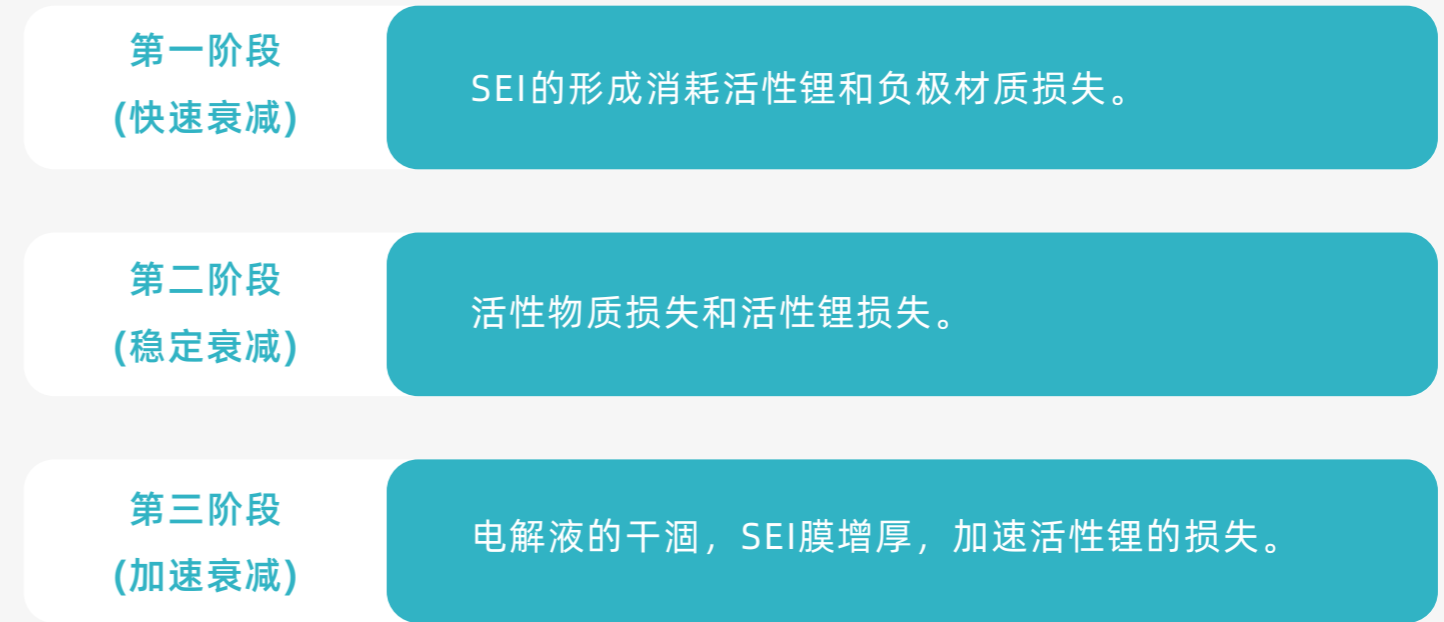 第一阶段
(快速衰减)
SEI的形成消耗活性锂和负极材质损失。
第二阶段
(稳定衰减)
活性物质损失和活性锂损失。
第三阶段
(加速衰减)
电解液的干涸，SEI膜增厚，加速活性锂的损失。